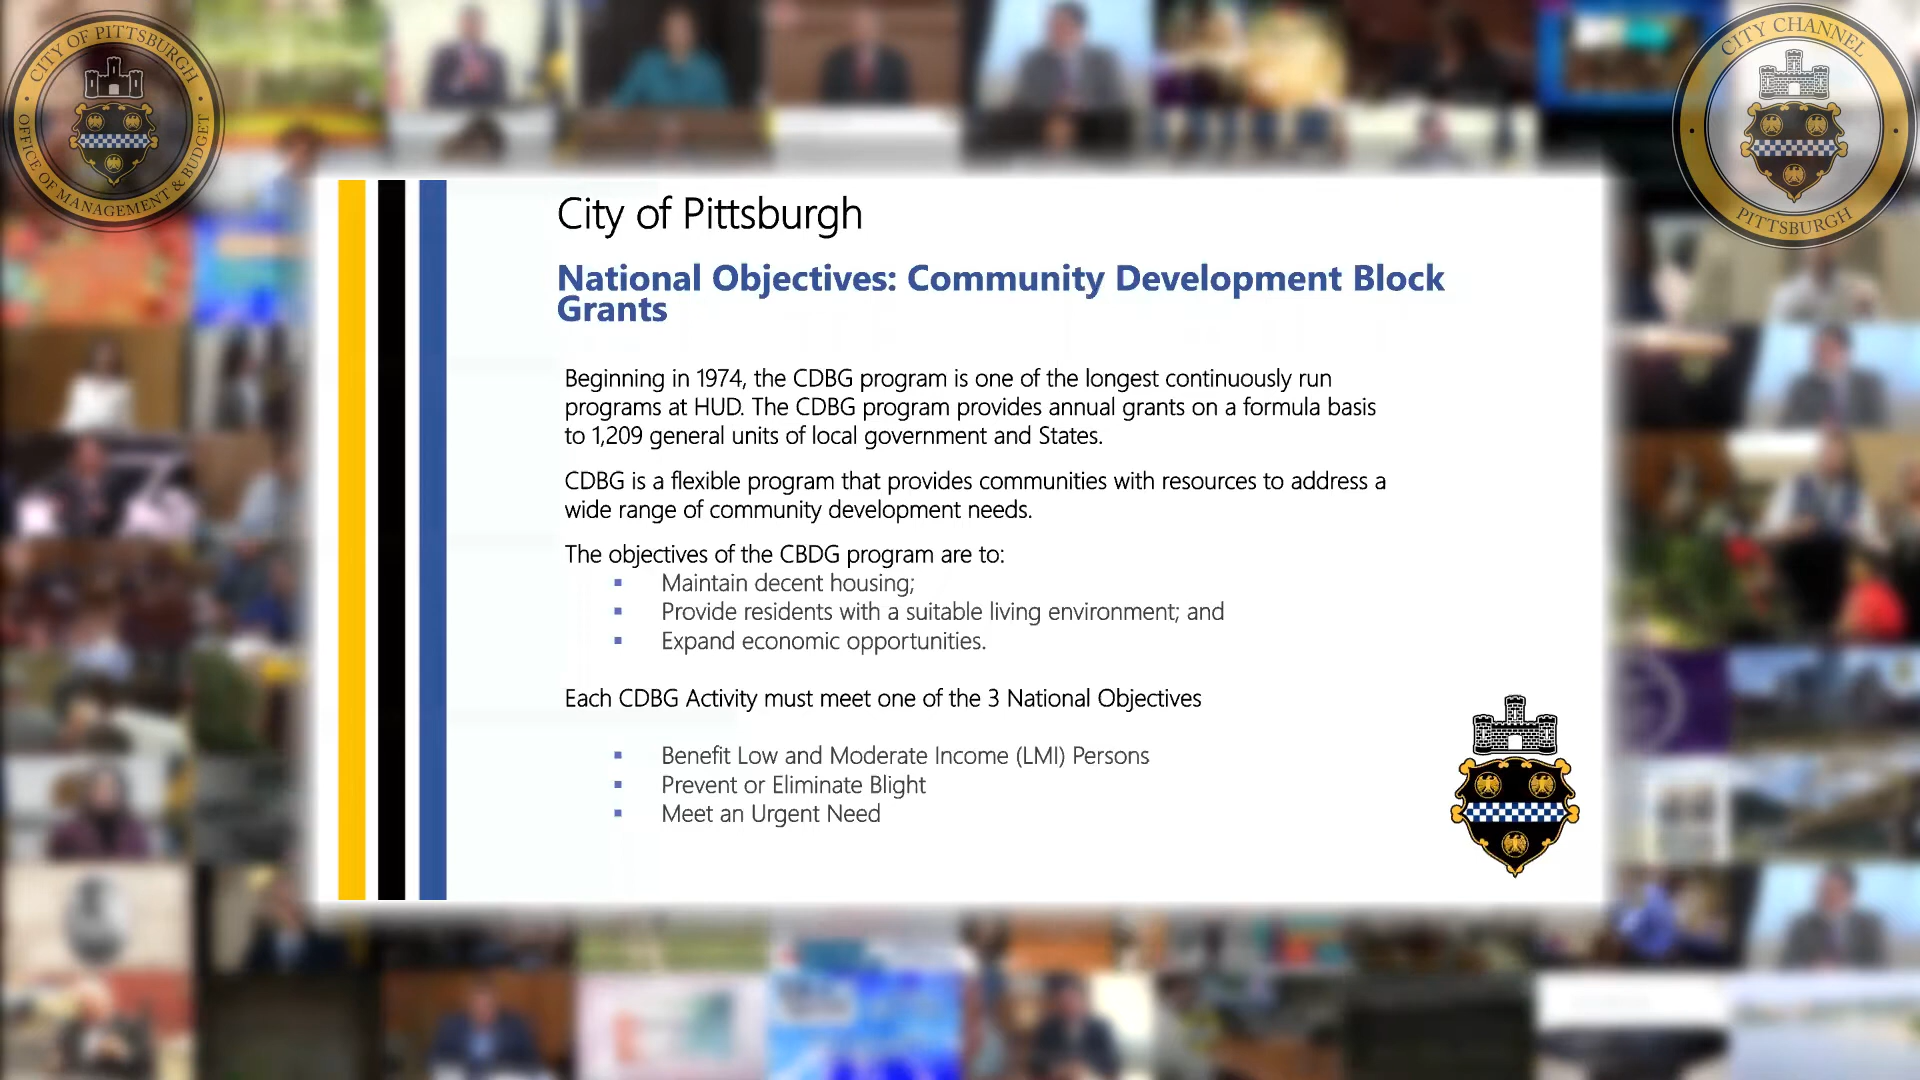 CITY OF PITTSBURGH
OFFICE OF MANAGEMENT & BUDGET
CITY CHANNEL
PITTSBURGH
City of Pittsburgh
National Objectives: Community Development Block
Grants
Beginning in 1974, the CDBG program is one of the longest continuously run
programs at HUD. The CDBG program provides annual grants on a formula basis
to 1,209 general units of local government and States.
CDBG is a flexible program that provides communities with resources to address a
wide range of community development needs.
The objectives of the CBDG program are to:
▪ Maintain decent housing;
▪ Provide residents with a suitable living environment; and
▪ Expand economic opportunities.
Each CDBG Activity must meet one of the 3 National Objectives
▪ Benefit Low and Moderate Income (LMI) Persons
▪ Prevent or Eliminate Blight
▪ Meet an Urgent Need